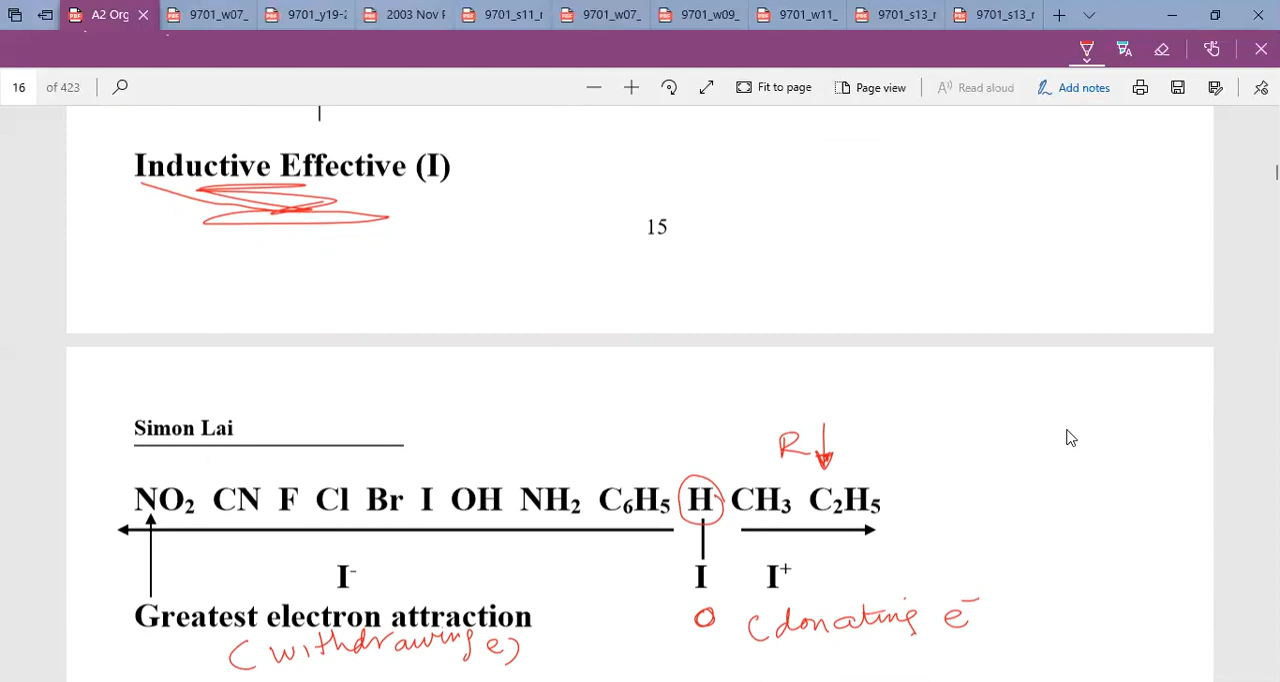 A2 Org 9701_w07_ 9701_y19-2 2003 Nov F 9701_s11_r 9701_w07_ 9701_w09_ 9701_w11_ 9701_s13_r 9701_s13_r
16 of 423 Fit to page Page view Read aloud Add notes
Inductive Effective (I)
15
Simon Lai
R
NO₂ CN F Cl Br I OH NH₂ C₆H₅ H CH₃ C₂H₅
I⁻ I I⁺
Greatest electron attraction O (donating e⁻
(withdrawing e)